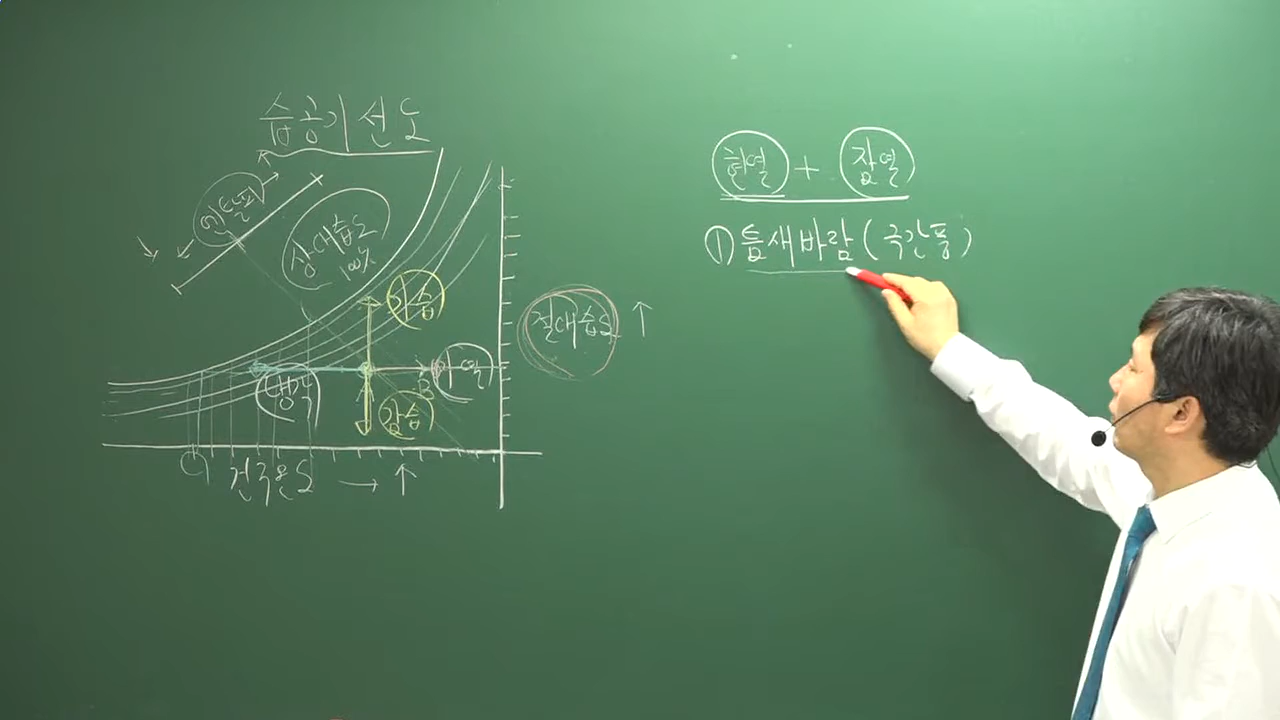 습공기 선도
엔탈피
상대습도
100%
가습
가열
냉각
A
B
감습
건구온도 → ↑
절대습도 ↑
현열 + 잠열
① 틈새바람 (극간풍)